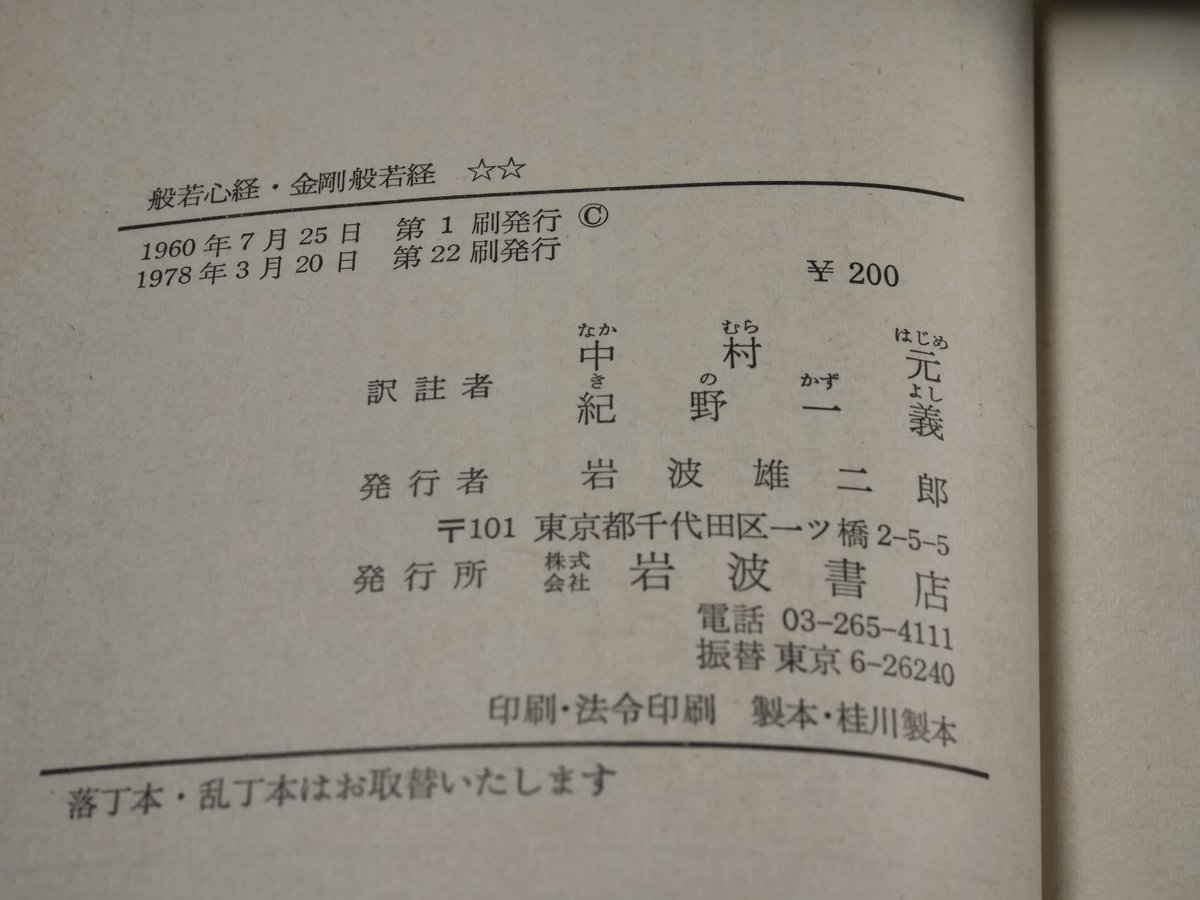 般若心経・金剛般若経 ☆☆
1960年7月25日 第1刷発行 ©
1978年3月20日 第22刷発行
¥ 200
なか むら はじめ
中村元
訳註者
き の かず よし
紀野一義
発行者 岩波雄二郎
〒101 東京都千代田区一ツ橋2-5-5
発行所 株式会社 岩波書店
電話 03-265-4111
振替 東京 6-26240
印刷・法令印刷 製本・桂川製本
落丁本・乱丁本はお取替いたします